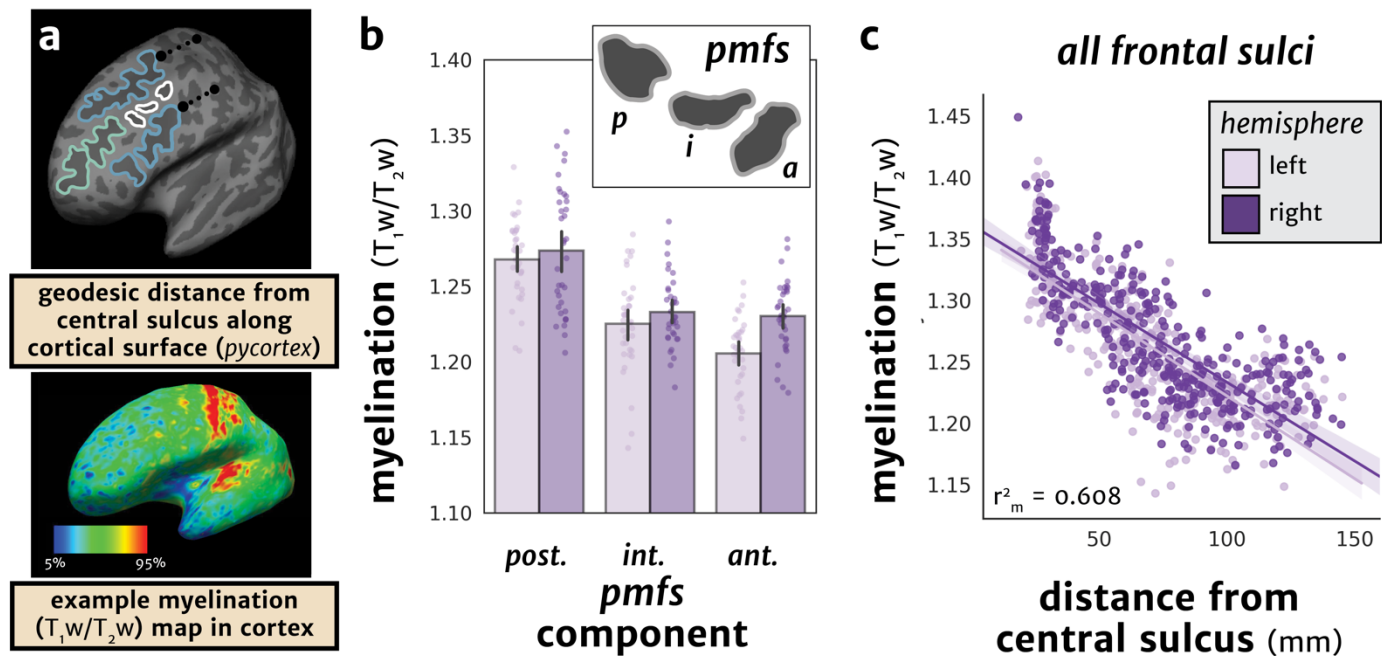 a
geodesic distance from
central sulcus along
cortical surface (pycortex)
5%
95%
example myelination
(T₁w/T₂w) map in cortex
b
myelination (T₁w/T₂w)
1.40
1.35
1.30
1.25
1.20
1.15
1.10
pmfs
p
i
a
post.
int.
ant.
pmfs
component
c
all frontal sulci
myelination (T₁w/T₂w)
1.45
1.40
1.35
1.30
1.25
1.20
1.15
hemisphere
left
right
r²ₘ = 0.608
50
100
150
distance from
central sulcus (mm)